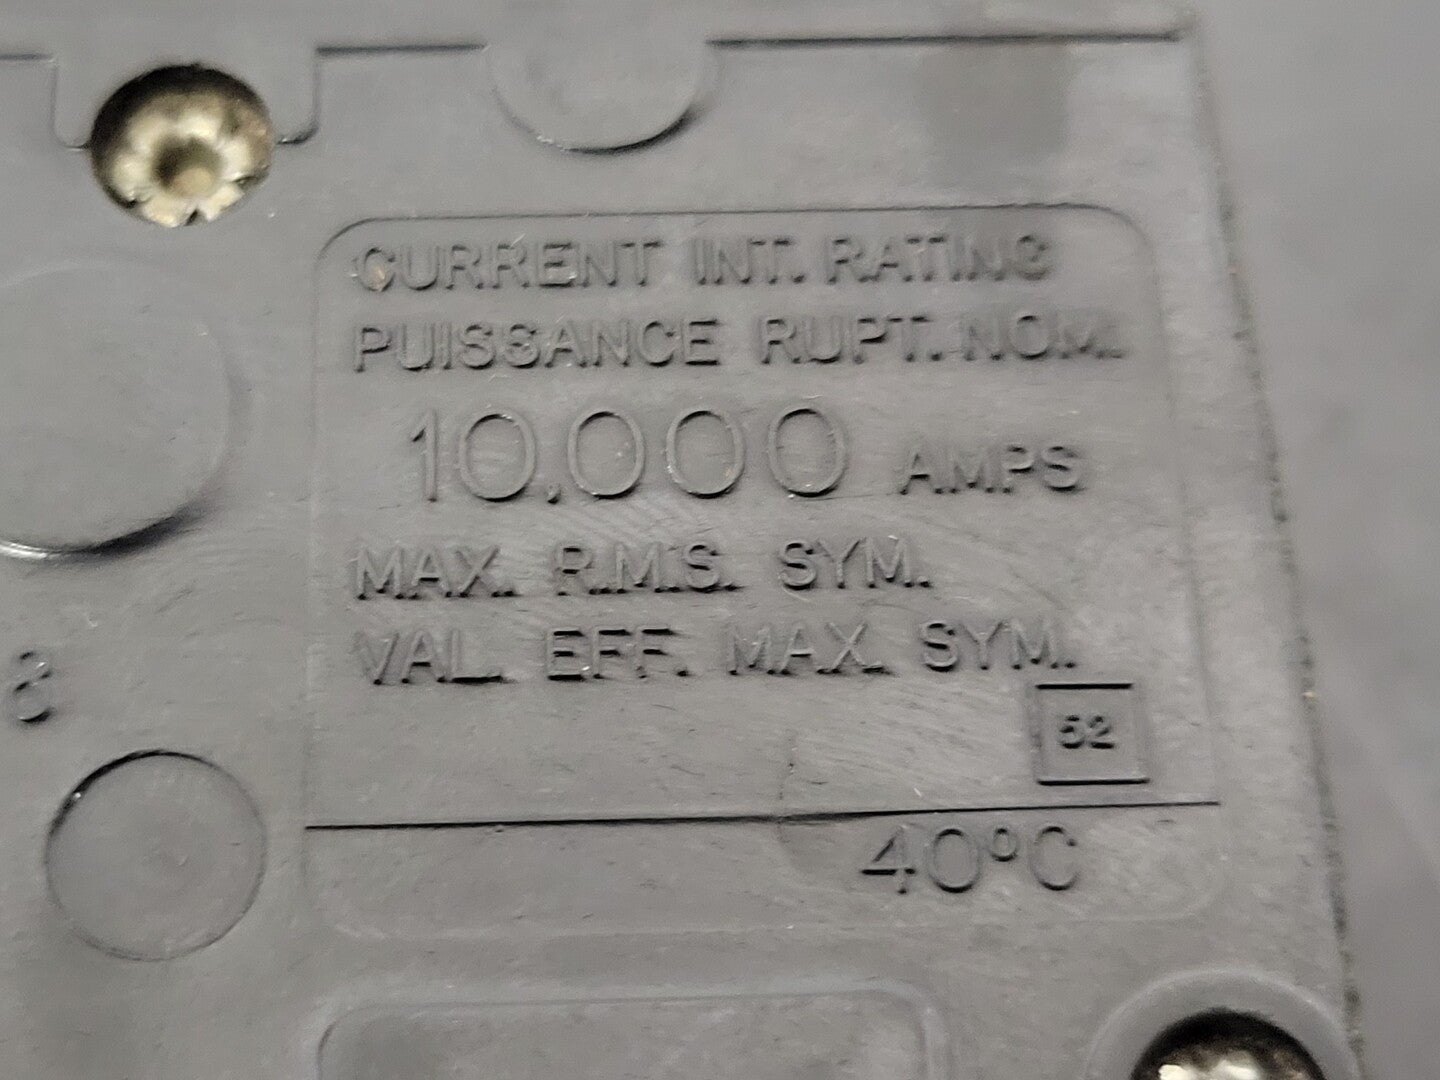 CURRENT INT. RATING
PUISSANCE RUPT. NOM.
10,000 AMPS
MAX. R.M.S. SYM.
VAL. EFF. MAX. SYM.
52
40°C